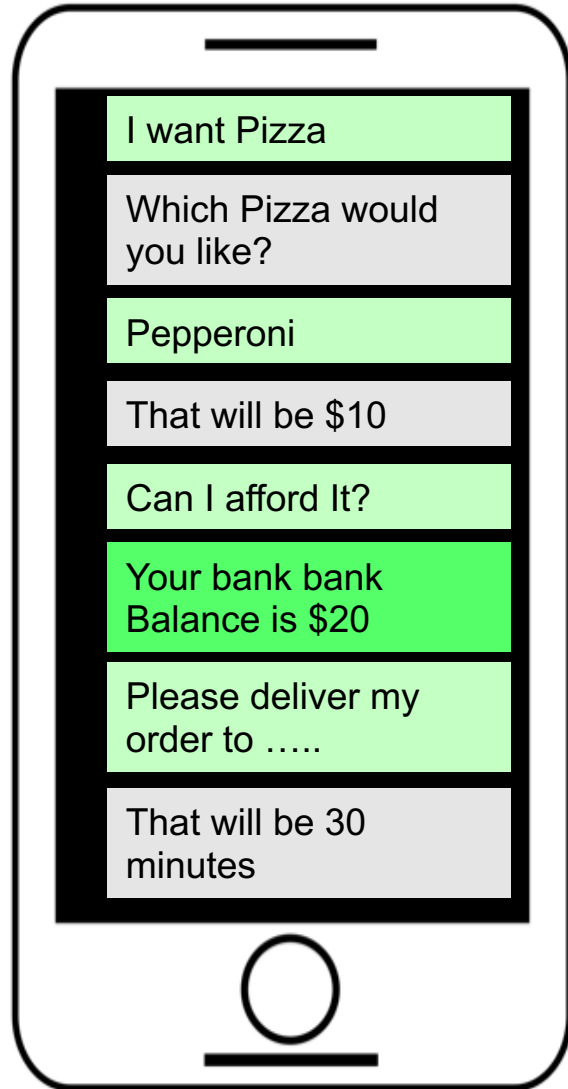 I want Pizza
Which Pizza would
you like?
Pepperoni
That will be $10
Can I afford It?
Your bank bank
Balance is $20
Please deliver my
order to …..
That will be 30
minutes